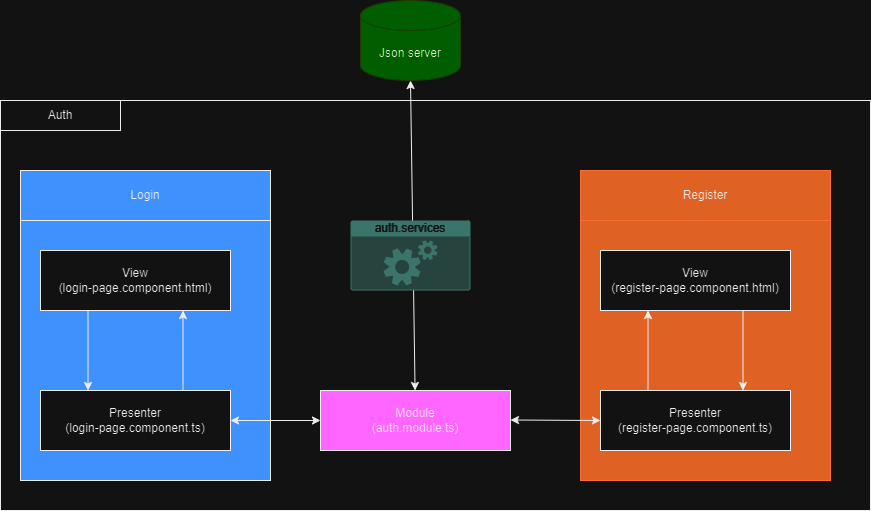 Json server
Auth
Login
Register
auth.services
View
(login-page.component.html)
View
(register-page.component.html)
Presenter
(login-page.component.ts)
Module
(auth.module.ts)
Presenter
(register-page.component.ts)